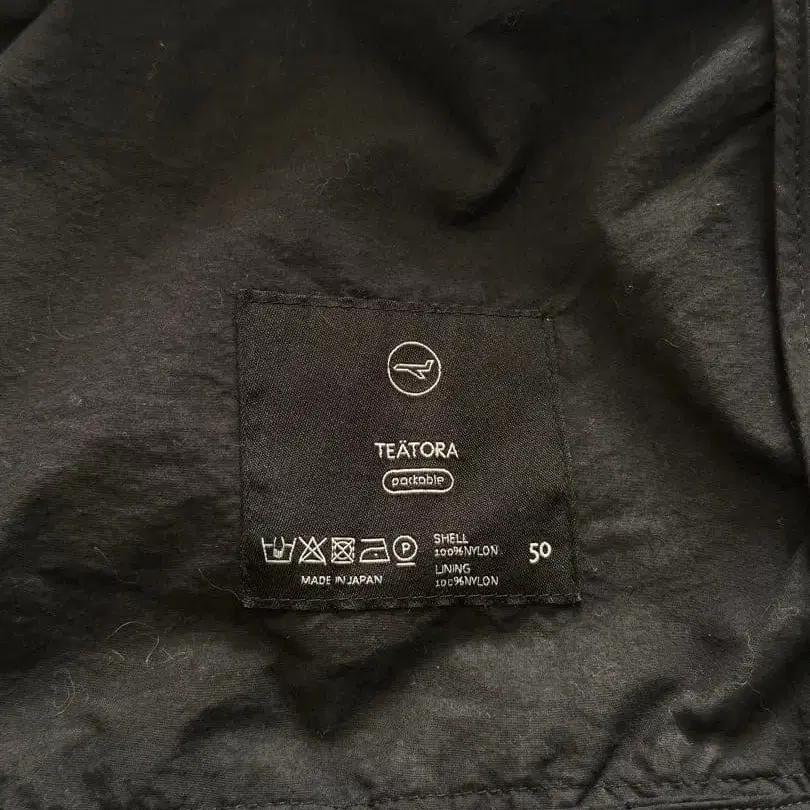 TEÄTORA
packable
SHELL
100%NYLON
50
LINING
100%NYLON
MADE IN JAPAN
P